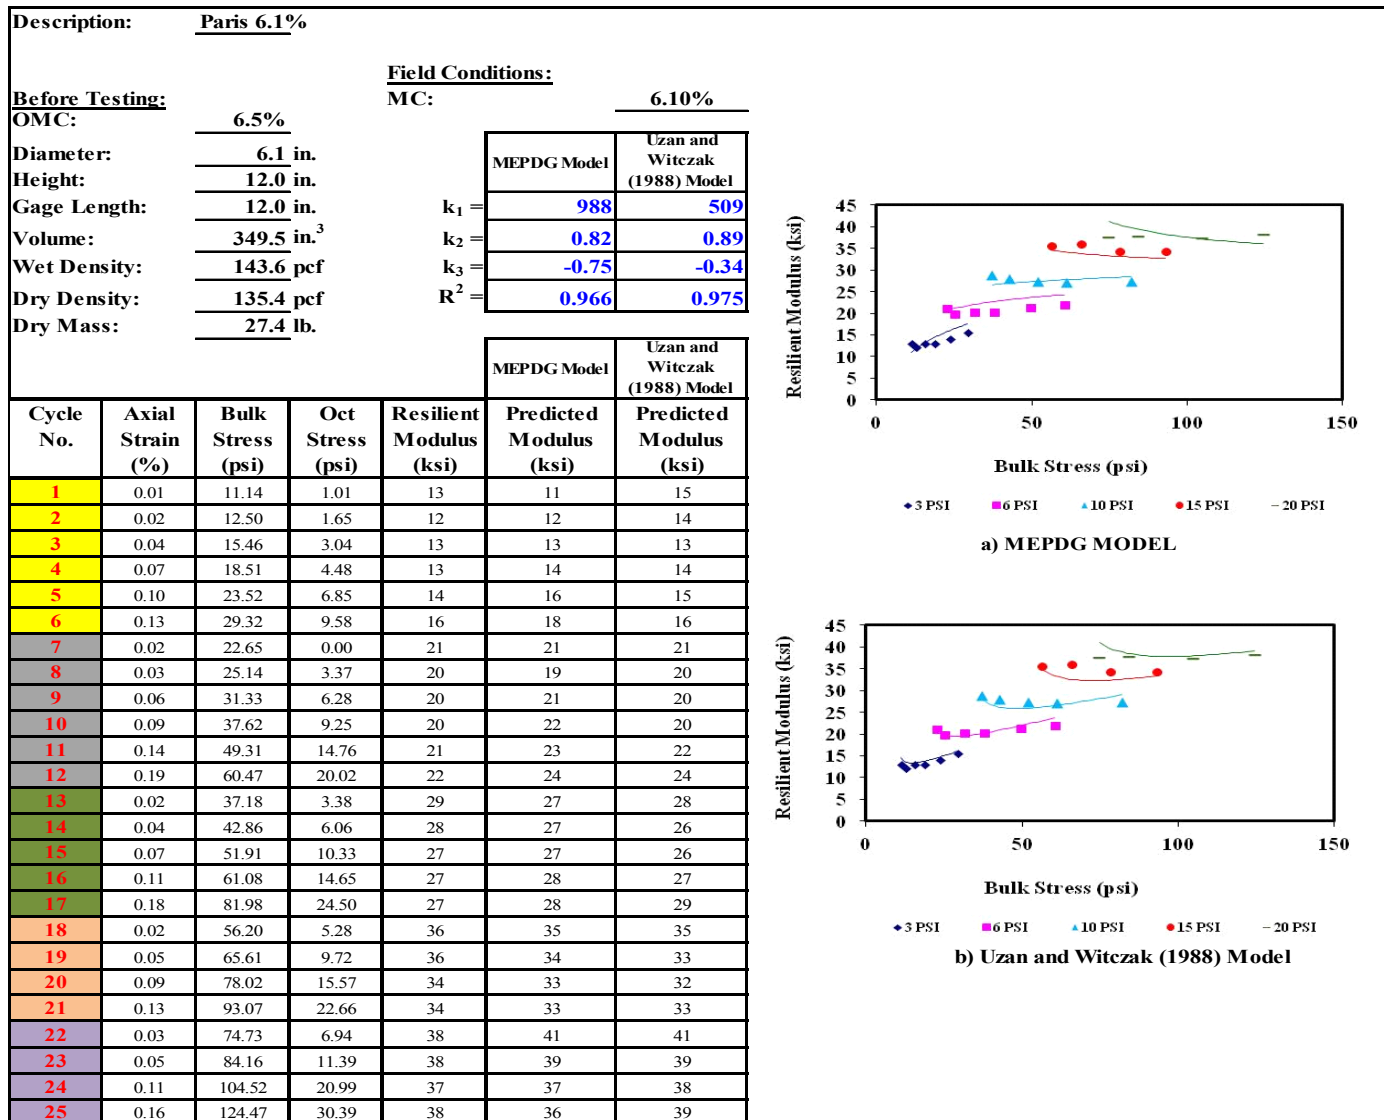 Description: Paris 6.1%
Field Conditions:
Before Testing: MC: 6.10%
OMC: 6.5%
Diameter: 6.1 in.
Height: 12.0 in.
Gage Length: 12.0 in.
Volume: 349.5 in.³
Wet Density: 143.6 pcf
Dry Density: 135.4 pcf
Dry Mass: 27.4 lb.
MEPDG Model
Uzan and
Witczak
(1988) Model
k₁ = 988 509
k₂ = 0.82 0.89
k₃ = -0.75 -0.34
R² = 0.966 0.975
MEPDG Model
Uzan and
Witczak
(1988) Model
Cycle Axial Bulk Oct Resilient Predicted Predicted
No. Strain Stress Stress Modulus Modulus Modulus
(%) (psi) (psi) (ksi) (ksi) (ksi)
1 0.01 11.14 1.01 13 11 15
2 0.02 12.50 1.65 12 12 14
3 0.04 15.46 3.04 13 13 13
4 0.07 18.51 4.48 13 14 14
5 0.10 23.52 6.85 14 16 15
6 0.13 29.32 9.58 16 18 16
7 0.02 22.65 0.00 21 21 21
8 0.03 25.14 3.37 20 19 20
9 0.06 31.33 6.28 20 21 20
10 0.09 37.62 9.25 20 22 20
11 0.14 49.31 14.76 21 23 22
12 0.19 60.47 20.02 22 24 24
13 0.02 37.18 3.38 29 27 28
14 0.04 42.86 6.06 28 27 26
15 0.07 51.91 10.33 27 27 26
16 0.11 61.08 14.65 27 28 27
17 0.18 81.98 24.50 27 28 29
18 0.02 56.20 5.28 36 35 35
19 0.05 65.61 9.72 36 34 33
20 0.09 78.02 15.57 34 33 32
21 0.13 93.07 22.66 34 33 33
22 0.03 74.73 6.94 38 41 41
23 0.05 84.16 11.39 38 39 39
24 0.11 104.52 20.99 37 37 38
25 0.16 124.47 30.39 38 36 39
Resilient Modulus (ksi)
45
40
35
30
25
20
15
10
5
0
0 50 100 150
Bulk Stress (psi)
3 PSI 6 PSI 10 PSI 15 PSI 20 PSI
a) MEPDG MODEL
Resilient Modulus (ksi)
45
40
35
30
25
20
15
10
5
0
0 50 100 150
Bulk Stress (psi)
3 PSI 6 PSI 10 PSI 15 PSI 20 PSI
b) Uzan and Witczak (1988) Model